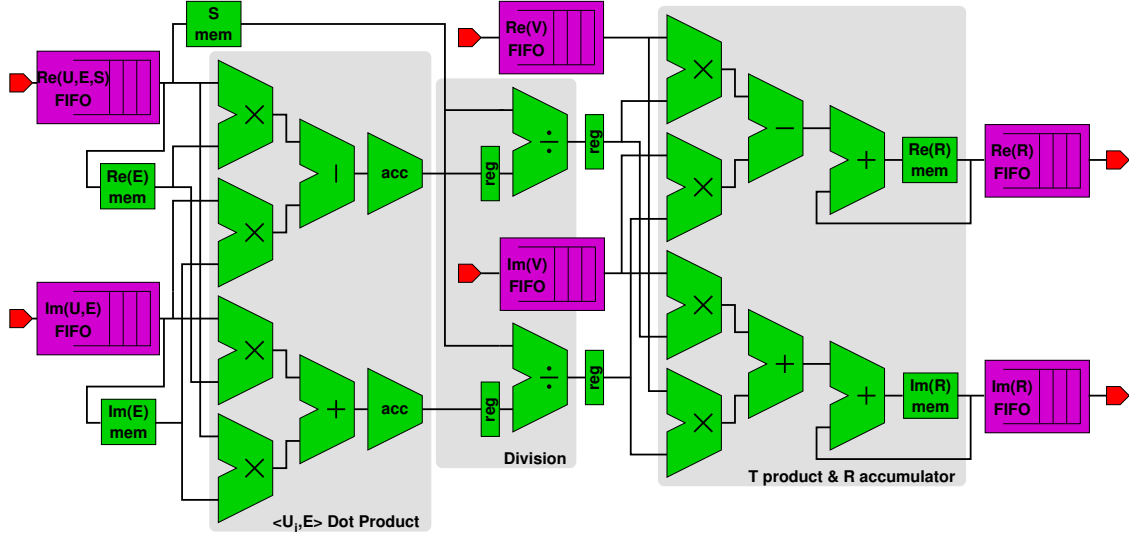 S
mem
Re(V)
FIFO
Re(U,E,S)
FIFO
×
×
−
÷
reg
+
Re(R)
mem
Re(R)
FIFO
Re(E)
mem
×
−
acc
reg
×
Im(V)
FIFO
Im(U,E)
FIFO
×
×
÷
reg
+
+
Im(R)
mem
Im(R)
FIFO
Im(E)
mem
+
acc
reg
×
×
Division
T product & R accumulator
<Ui,E> Dot Product